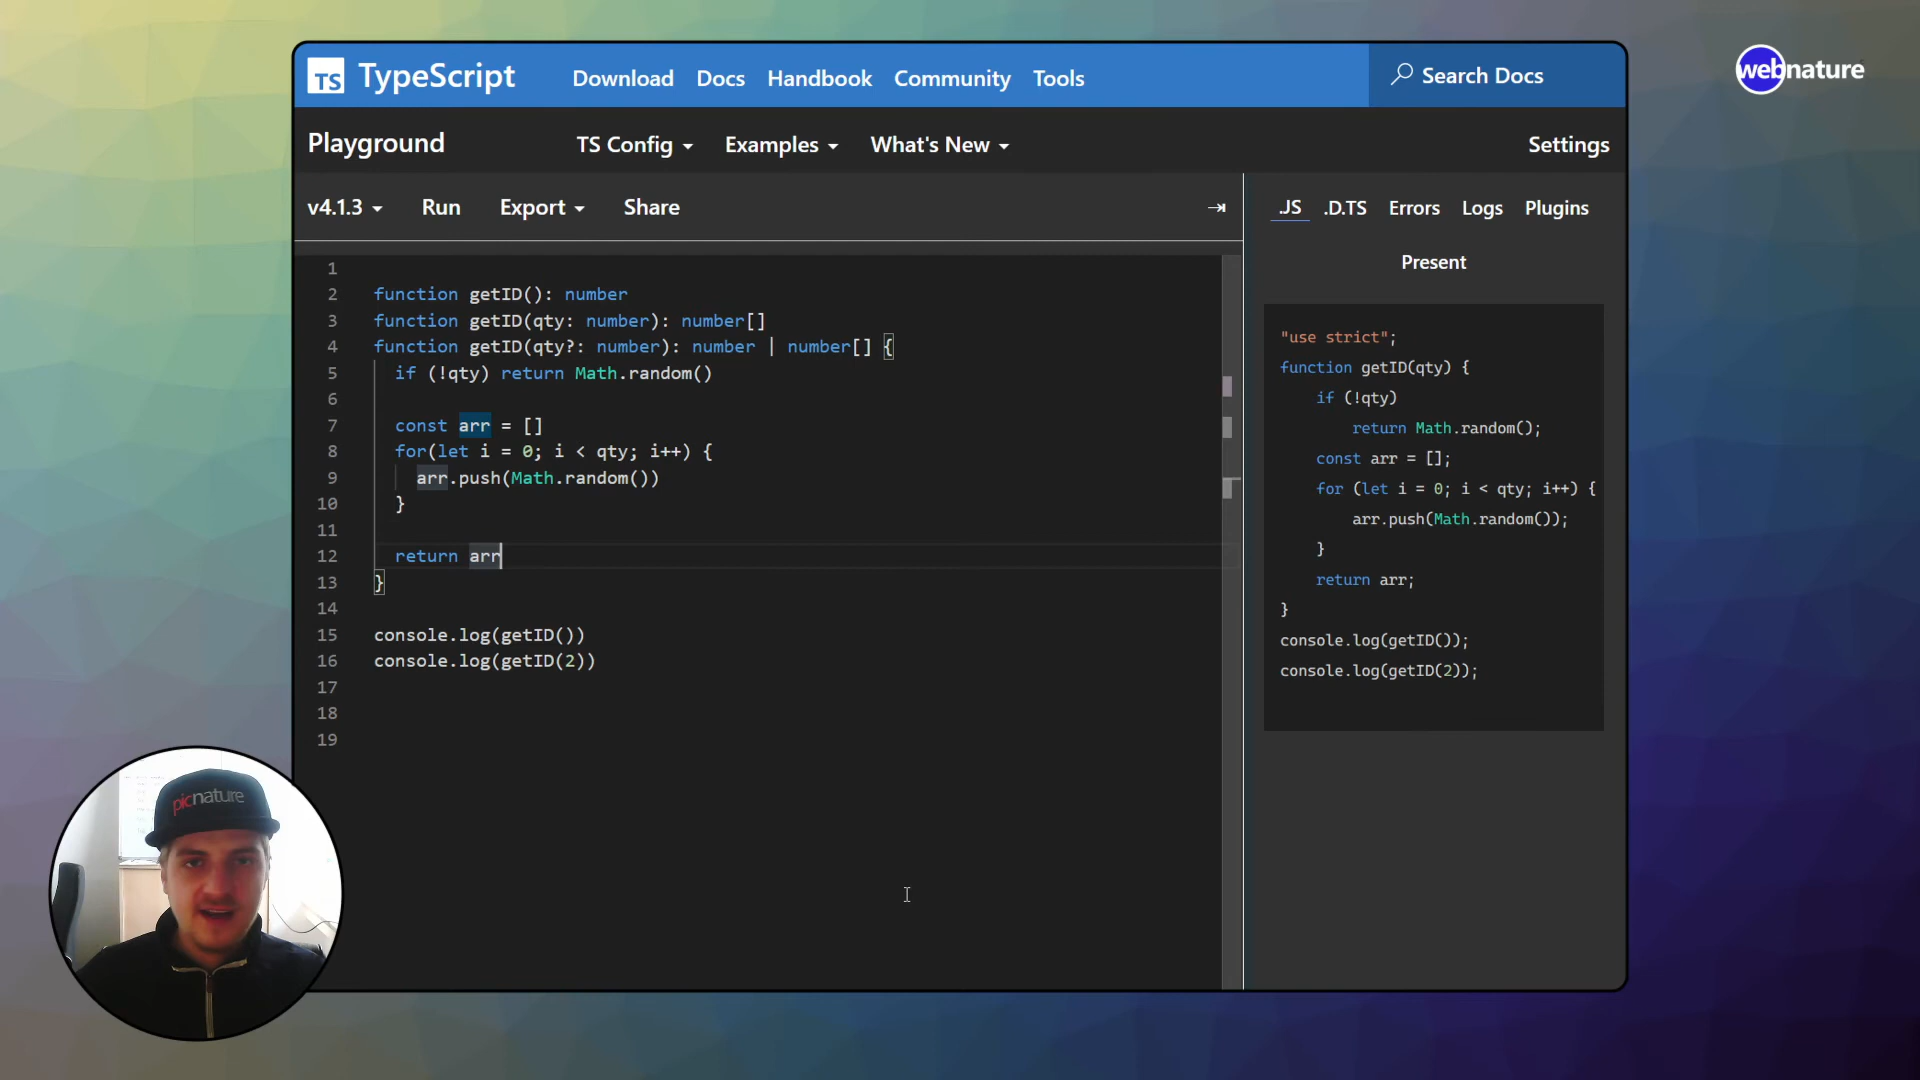 webnature
TS TypeScript Download Docs Handbook Community Tools Search Docs
Playground TS Config Examples What's New Settings
v4.1.3 Run Export Share
.JS .D.TS Errors Logs Plugins
Present
1
2 function getID(): number
3 function getID(qty: number): number[]
4 function getID(qty?: number): number | number[] {
5 if (!qty) return Math.random()
6
7 const arr = []
8 for(let i = 0; i < qty; i++) {
9 arr.push(Math.random())
10 }
11
12 return arr
13 }
14
15 console.log(getID())
16 console.log(getID(2))
17
18
19
"use strict";
function getID(qty) {
if (!qty)
return Math.random();
const arr = [];
for (let i = 0; i < qty; i++) {
arr.push(Math.random());
}
return arr;
}
console.log(getID());
console.log(getID(2));
picnature